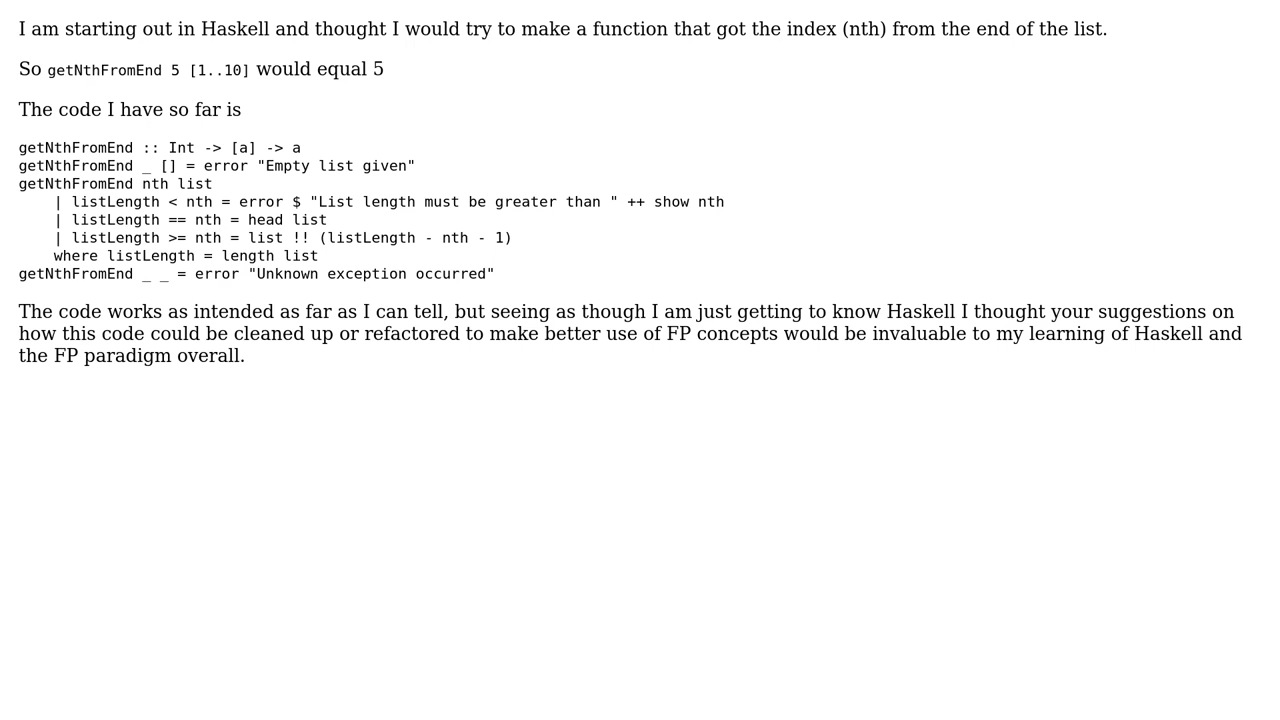 I am starting out in Haskell and thought I would try to make a function that got the index (nth) from the end of the list.
So getNthFromEnd 5 [1..10] would equal 5
The code I have so far is
getNthFromEnd :: Int -> [a] -> a
getNthFromEnd _ [] = error "Empty list given"
getNthFromEnd nth list
    | listLength < nth = error $ "List length must be greater than " ++ show nth
    | listLength == nth = head list
    | listLength >= nth = list !! (listLength - nth - 1)
    where listLength = length list
getNthFromEnd _ _ = error "Unknown exception occurred"
The code works as intended as far as I can tell, but seeing as though I am just getting to know Haskell I thought your suggestions on
how this code could be cleaned up or refactored to make better use of FP concepts would be invaluable to my learning of Haskell and
the FP paradigm overall.